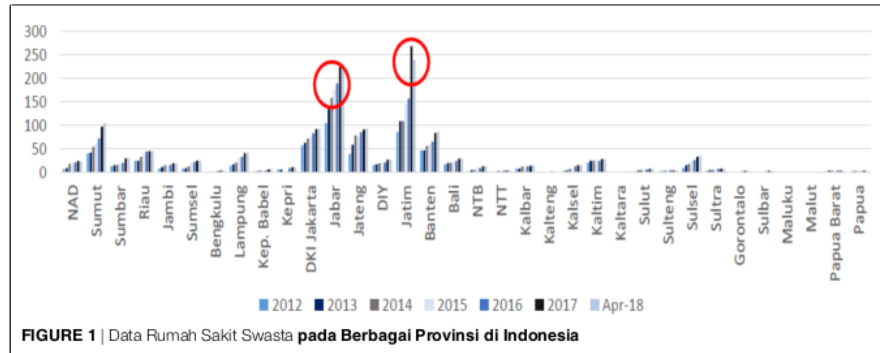 300
250
200
150
100
50
0
NAD
Sumut
Sumbar
Riau
Jambi
Sumsel
Bengkulu
Lampung
Kep. Babel
Kepri
DKI Jakarta
Jabar
Jateng
DIY
Jatim
Banten
Bali
NTB
NTT
Kalbar
Kalteng
Kalsel
Kaltim
Kaltara
Sulut
Sulteng
Sulsel
Sultra
Gorontalo
Sulbar
Maluku
Malut
Papua Barat
Papua
2012 2013 2014 2015 2016 2017 Apr-18
FIGURE 1 | Data Rumah Sakit Swasta pada Berbagai Provinsi di Indonesia